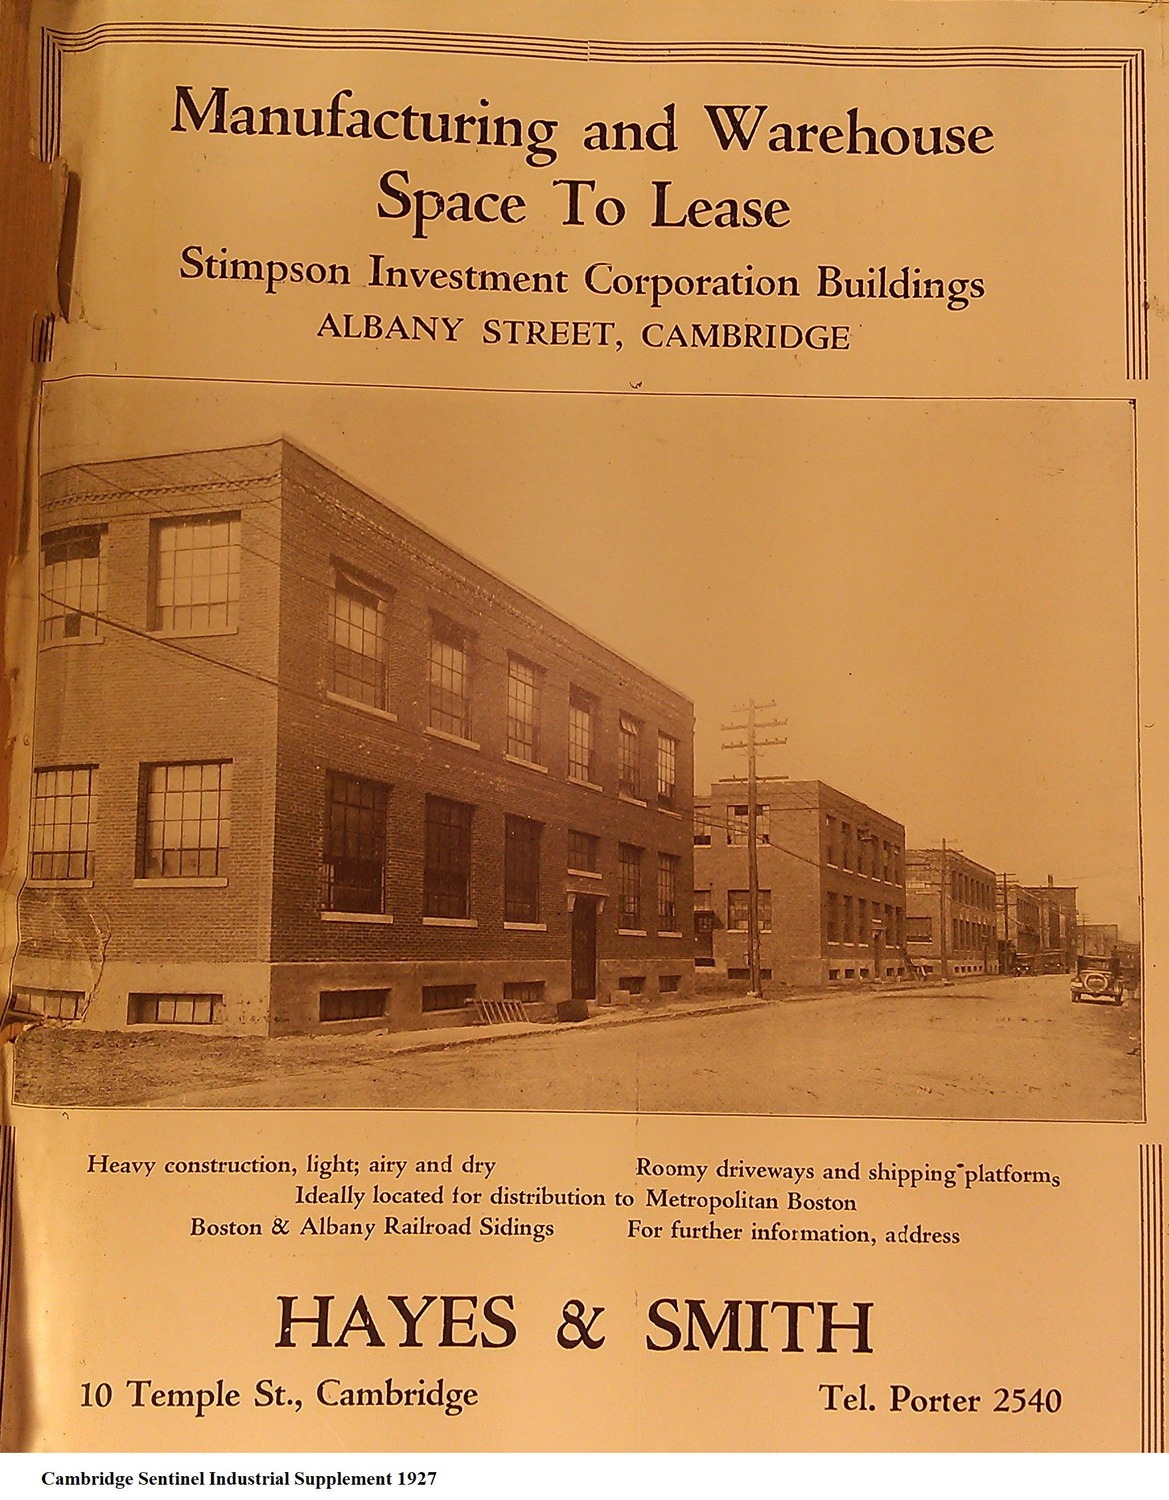 Manufacturing and Warehouse
Space To Lease
Stimpson Investment Corporation Buildings
ALBANY STREET, CAMBRIDGE
Heavy construction, light; airy and dry Roomy driveways and shipping platforms
Ideally located for distribution to Metropolitan Boston
Boston & Albany Railroad Sidings For further information, address
HAYES & SMITH
10 Temple St., Cambridge Tel. Porter 2540
Cambridge Sentinel Industrial Supplement 1927